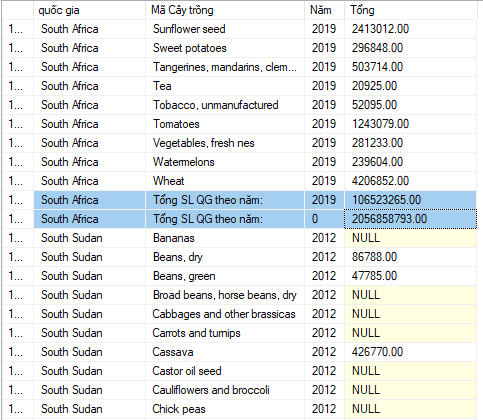 quốc gia Mã Cây trồng Năm Tổng
1... South Africa Sunflower seed 2019 2413012.00
1... South Africa Sweet potatoes 2019 296848.00
1... South Africa Tangerines, mandarins, clem... 2019 503714.00
1... South Africa Tea 2019 20925.00
1... South Africa Tobacco, unmanufactured 2019 52095.00
1... South Africa Tomatoes 2019 1243079.00
1... South Africa Vegetables, fresh nes 2019 281233.00
1... South Africa Watermelons 2019 239604.00
1... South Africa Wheat 2019 4206852.00
1... South Africa Tổng SL QG theo năm: 2019 106523265.00
1... South Africa Tổng SL QG theo năm: 0 2056858793.00
1... South Sudan Bananas 2012 NULL
1... South Sudan Beans, dry 2012 86788.00
1... South Sudan Beans, green 2012 47785.00
1... South Sudan Broad beans, horse beans, dry 2012 NULL
1... South Sudan Cabbages and other brassicas 2012 NULL
1... South Sudan Carrots and turnips 2012 NULL
1... South Sudan Cassava 2012 426770.00
1... South Sudan Castor oil seed 2012 NULL
1... South Sudan Cauliflowers and broccoli 2012 NULL
1... South Sudan Chick peas 2012 NULL